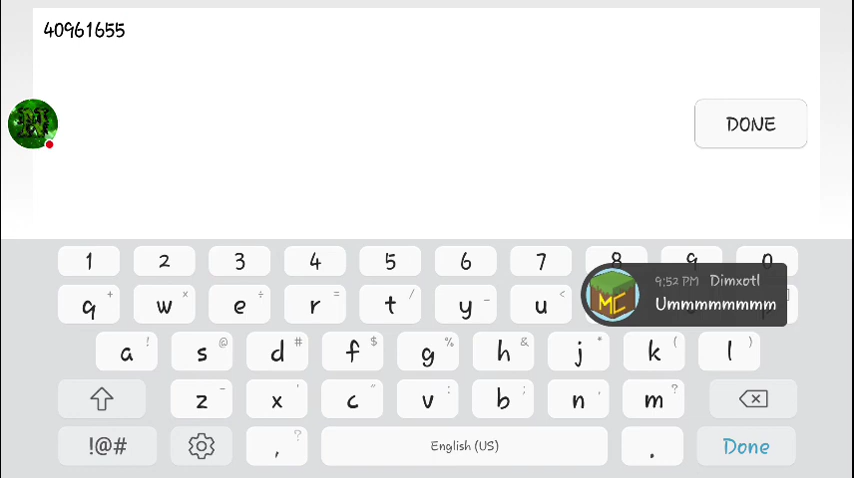 40961655
DONE
1 2 3 4 5 6 7 8 9 0
9:52 PM Dimxotl
Ummmmmmmm
MC
q + w x e ÷ r = t / y _ u < ]
a ! s @ d # f $ g % h & j * k ( l )
z - x ' c " v : b ; n , m ?
!@# , ? English (US) . Done